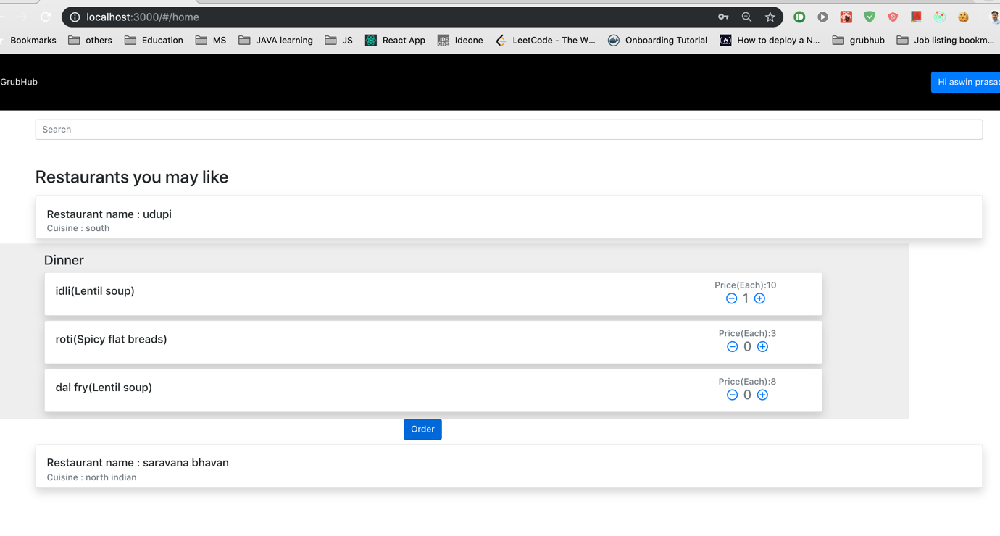 localhost:3000/#/home
Bookmarks others Education MS JAVA learning JS React App IDE ONE Ideone LeetCode - The W... Onboarding Tutorial How to deploy a N... grubhub Job listing bookm...
GrubHub
Hi aswin prasad
Search
Restaurants you may like
Restaurant name : udupi
Cuisine : south
Dinner
idli(Lentil soup)
Price(Each):10
1
roti(Spicy flat breads)
Price(Each):3
0
dal fry(Lentil soup)
Price(Each):8
0
Order
Restaurant name : saravana bhavan
Cuisine : north indian